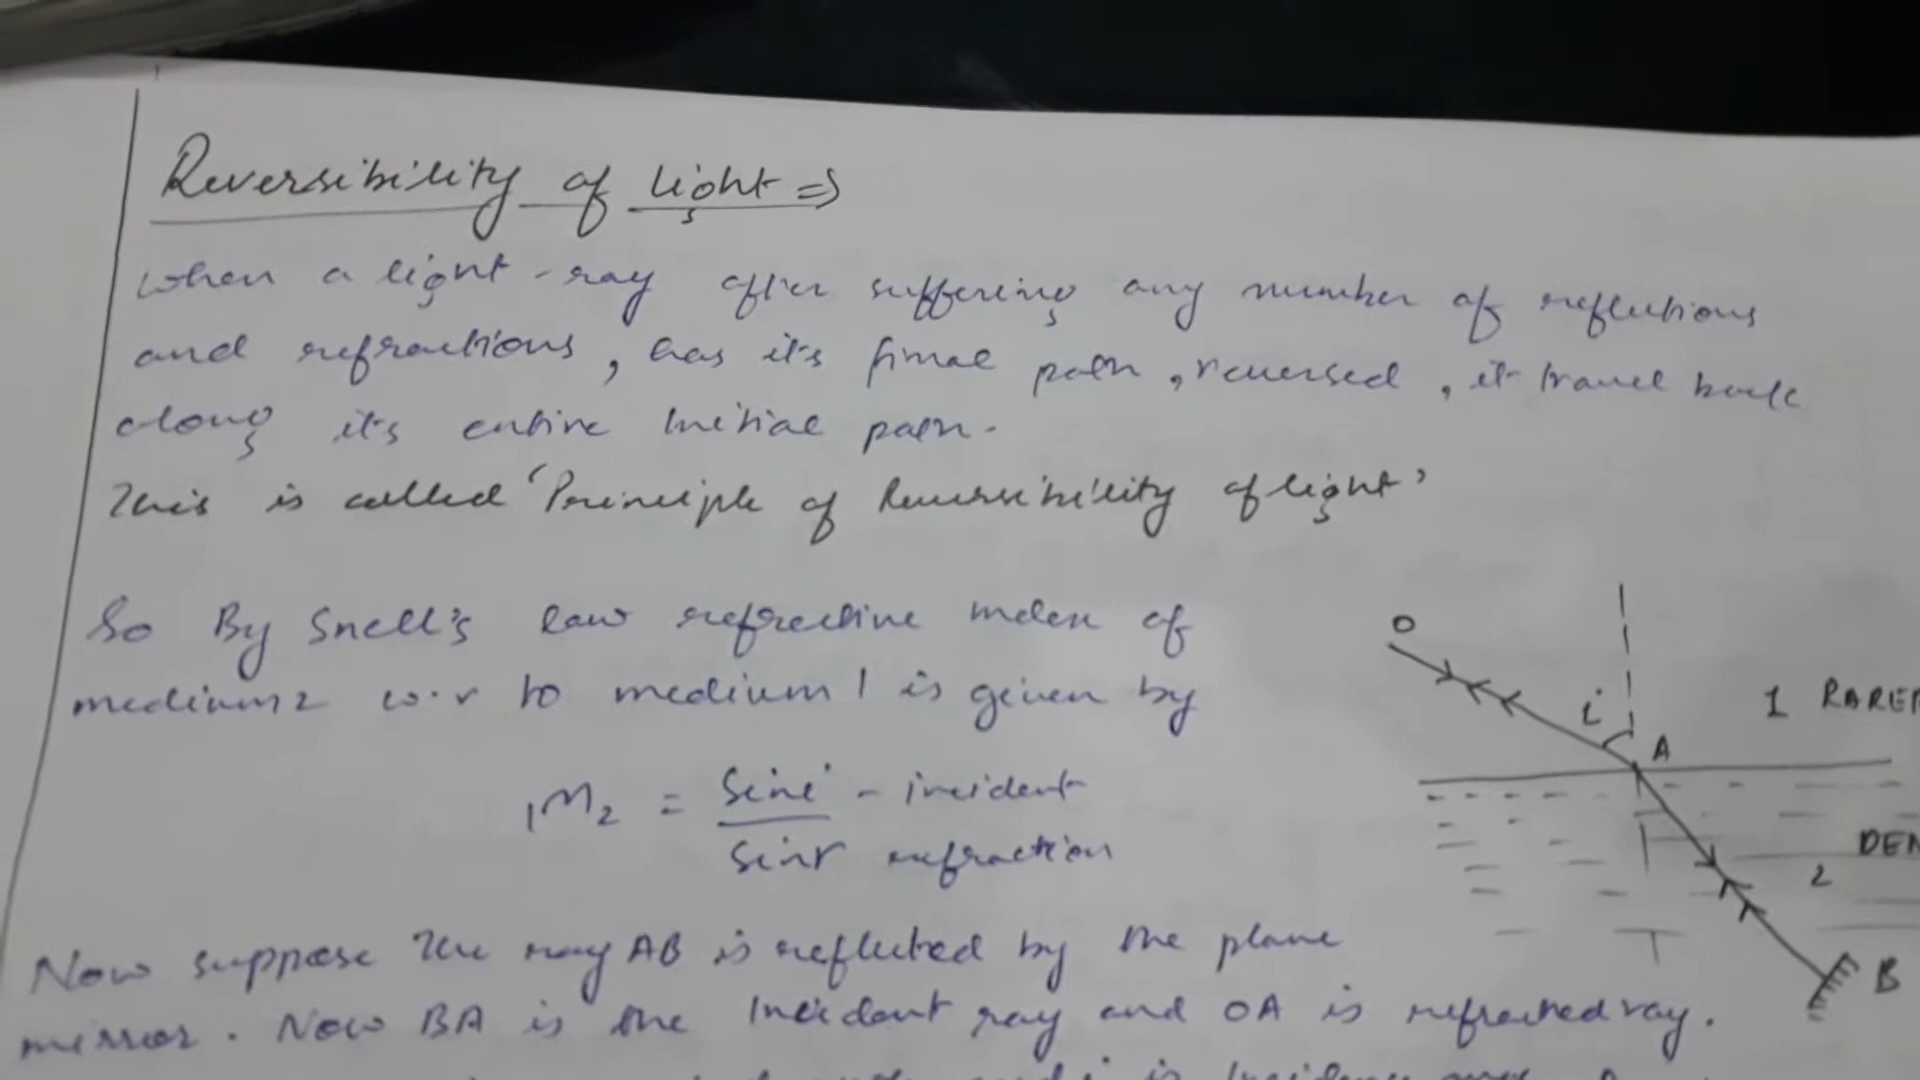 Reversibility of light ⇒
When a light-ray after suffering any number of reflections
and refractions, has it's final path, reversed, it travel back
along it's entire Initial path.
This is called 'Principle of Reversibility of light'
So By Snell's law refractive index of
medium 2 w.r to medium 1 is given by
₁μ₂ = sin i - incident
sin r refraction
O
i
A
1 RARER
2 DEN
B
Now suppose the ray AB is reflected by the plane
mirror. Now BA is the Incident ray and OA is refracted ray.